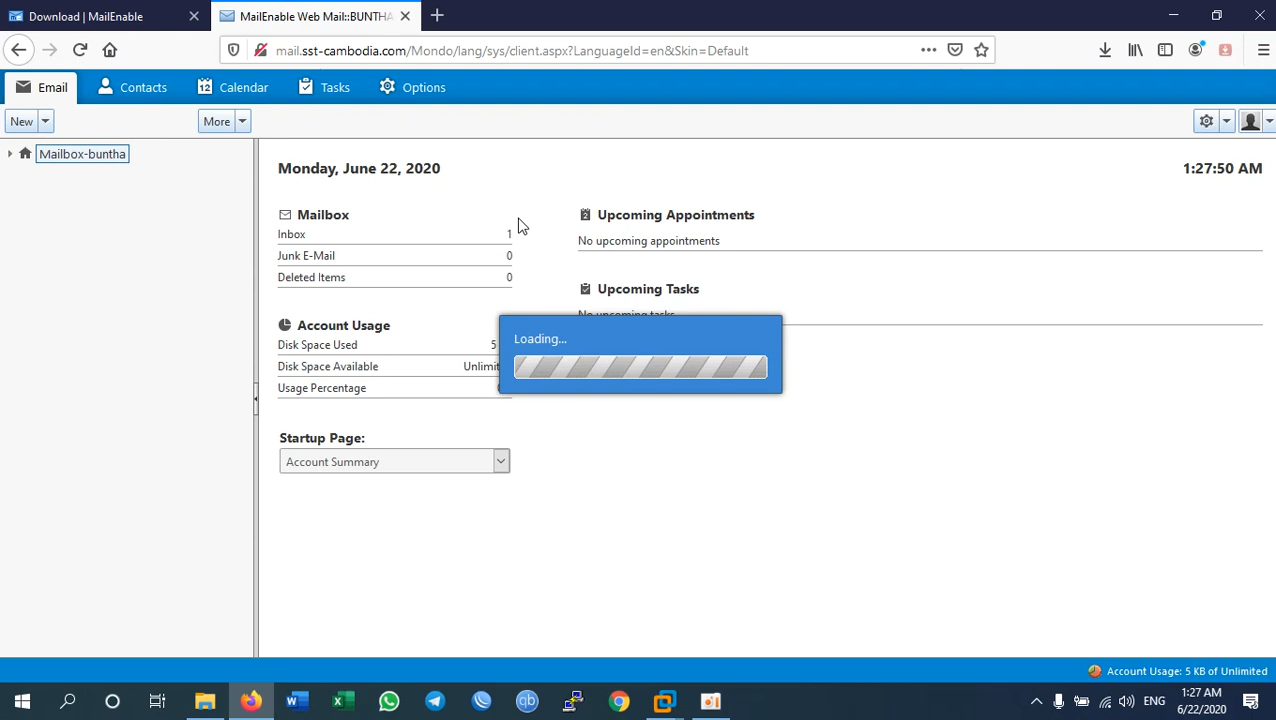 Download | MailEnable
MailEnable Web Mail::BUNTHA
mail.sst-cambodia.com/Mondo/lang/sys/client.aspx?LanguageId=en&Skin=Default
Email
Contacts
12 Calendar
Tasks
Options
New
More
Mailbox-buntha
Monday, June 22, 2020
1:27:50 AM
Mailbox
Inbox 1
Junk E-Mail 0
Deleted Items 0
Upcoming Appointments
No upcoming appointments
Upcoming Tasks
No upcoming tasks
Account Usage
Disk Space Used 5
Disk Space Available Unlimit
Usage Percentage
Loading...
Startup Page:
Account Summary
Account Usage: 5 KB of Unlimited
qb
ENG
1:27 AM
6/22/2020